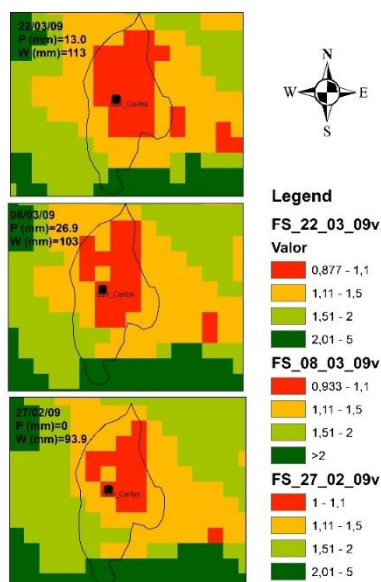 22/03/09
P (mm)=13.0
W (mm)=113
Carlos
08/03/09
P (mm)=26.9
W (mm)=103
Carlos
27/02/09
P (mm)=0
W (mm)=93.9
Carlos
N
W E
S
Legend
FS_22_03_09v
Valor
0,877 - 1,1
1,11 - 1,5
1,51 - 2
2,01 - 5
FS_08_03_09v
0,933 - 1,1
1,11 - 1,5
1,51 - 2
>2
FS_27_02_09v
1 - 1,1
1,11 - 1,5
1,51 - 2
2,01 - 5